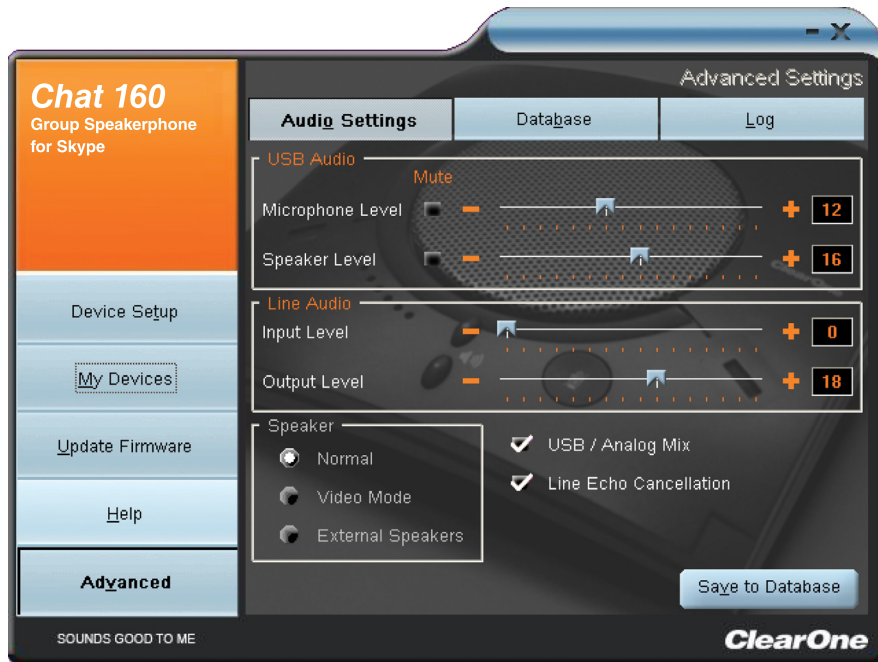 Chat 160
Group Speakerphone
for Skype
Advanced Settings
Audio Settings
Database
Log
USB Audio
Mute
Microphone Level
12
Speaker Level
16
Line Audio
Input Level
0
Output Level
18
Speaker
Normal
Video Mode
External Speakers
USB / Analog Mix
Line Echo Cancellation
Device Setup
My Devices
Update Firmware
Help
Advanced
Save to Database
SOUNDS GOOD TO ME
ClearOne